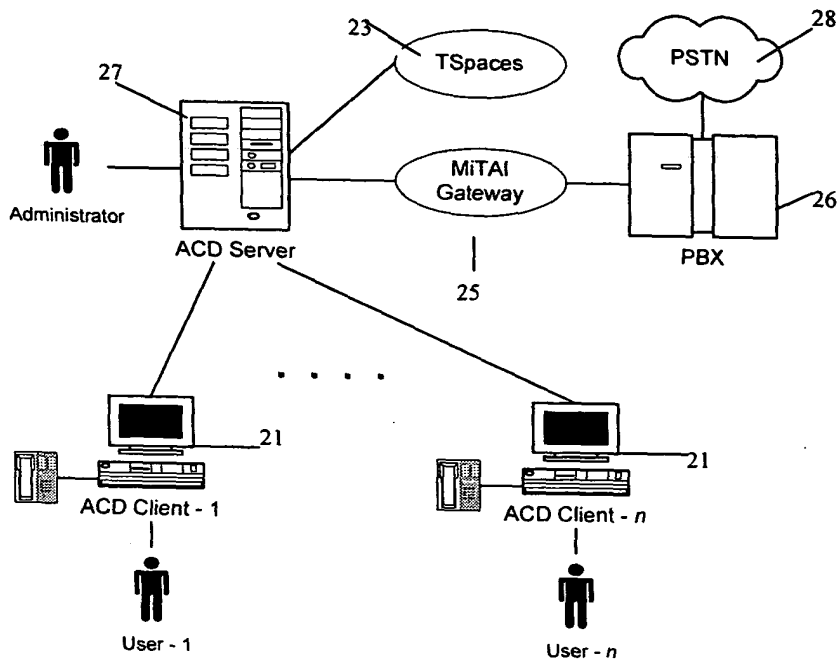 23
28
TSpaces
PSTN
27
MiTAI
Gateway
26
Administrator
ACD Server
PBX
25
21
21
ACD Client - 1
ACD Client - n
User - 1
User - n